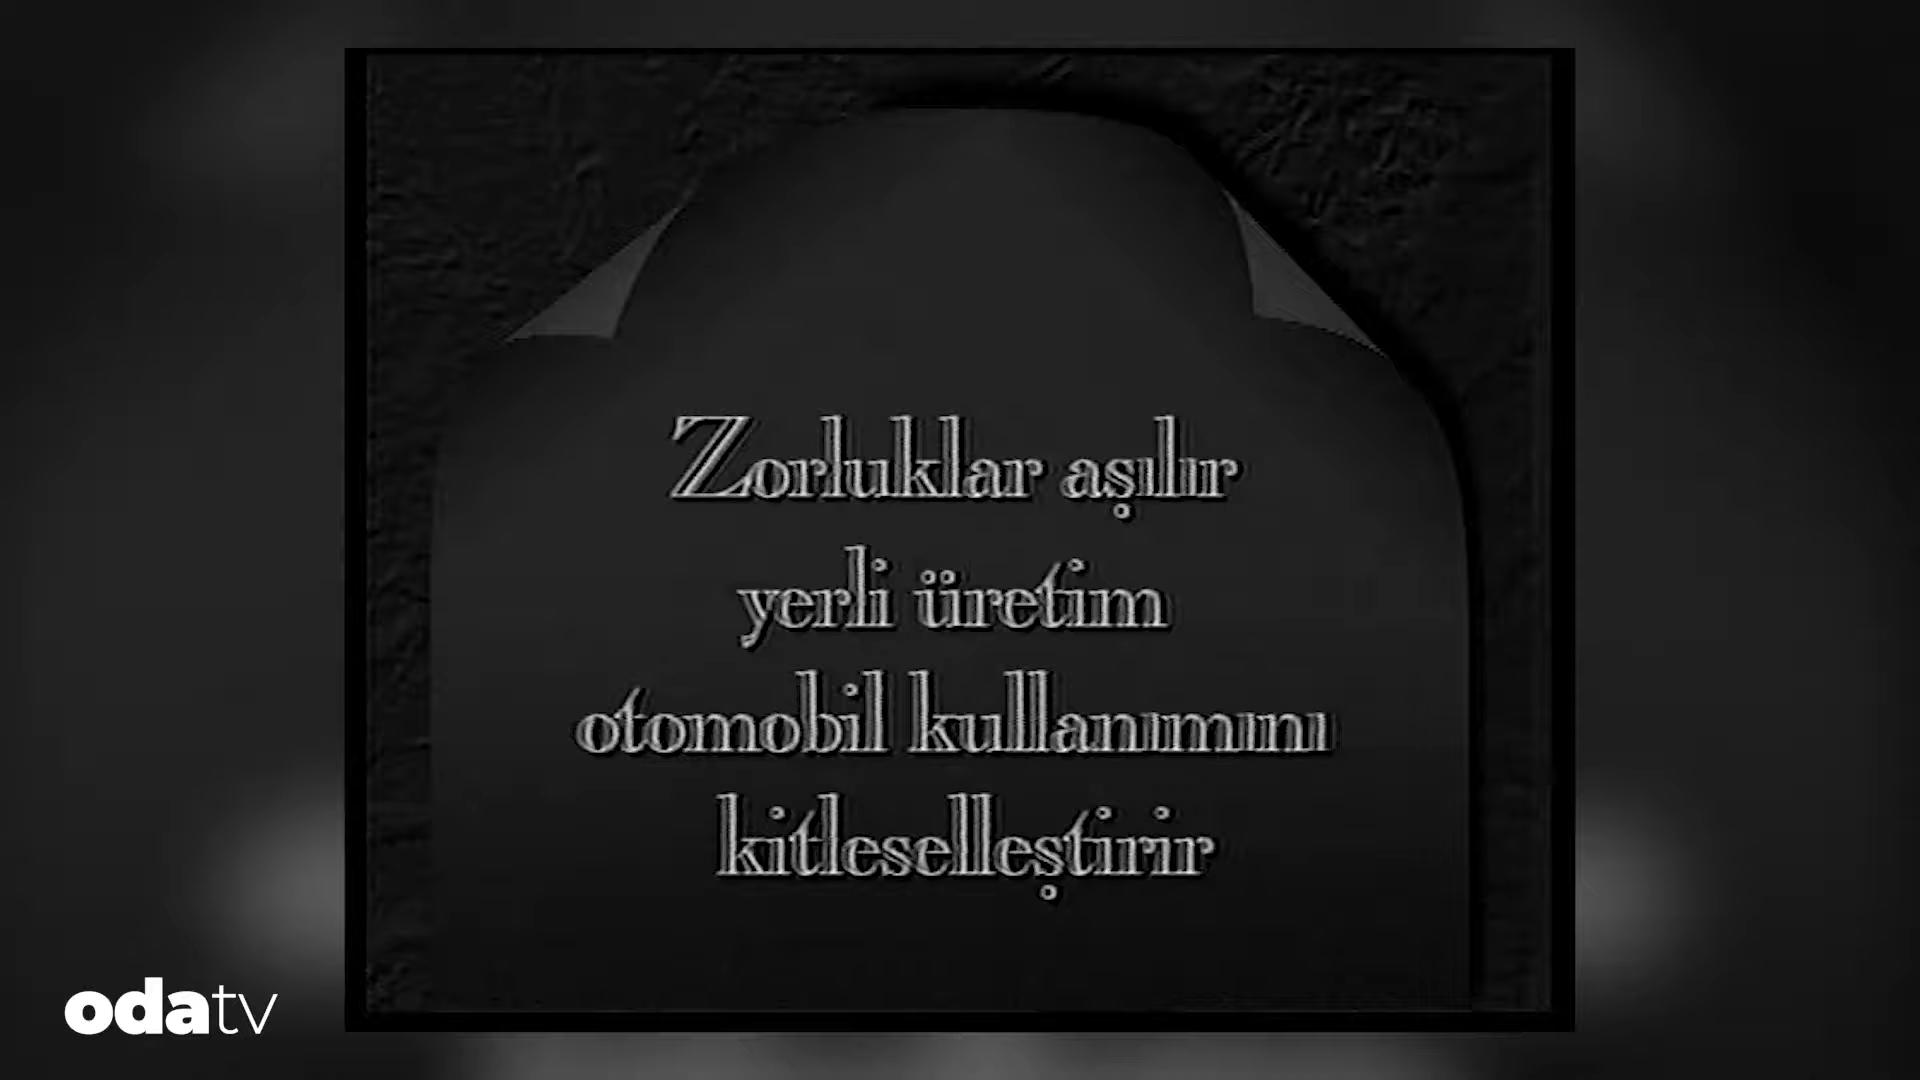 Zorluklar aşılır
yerli üretim
otomobil kullanımını
kitleselleştirir
odatv